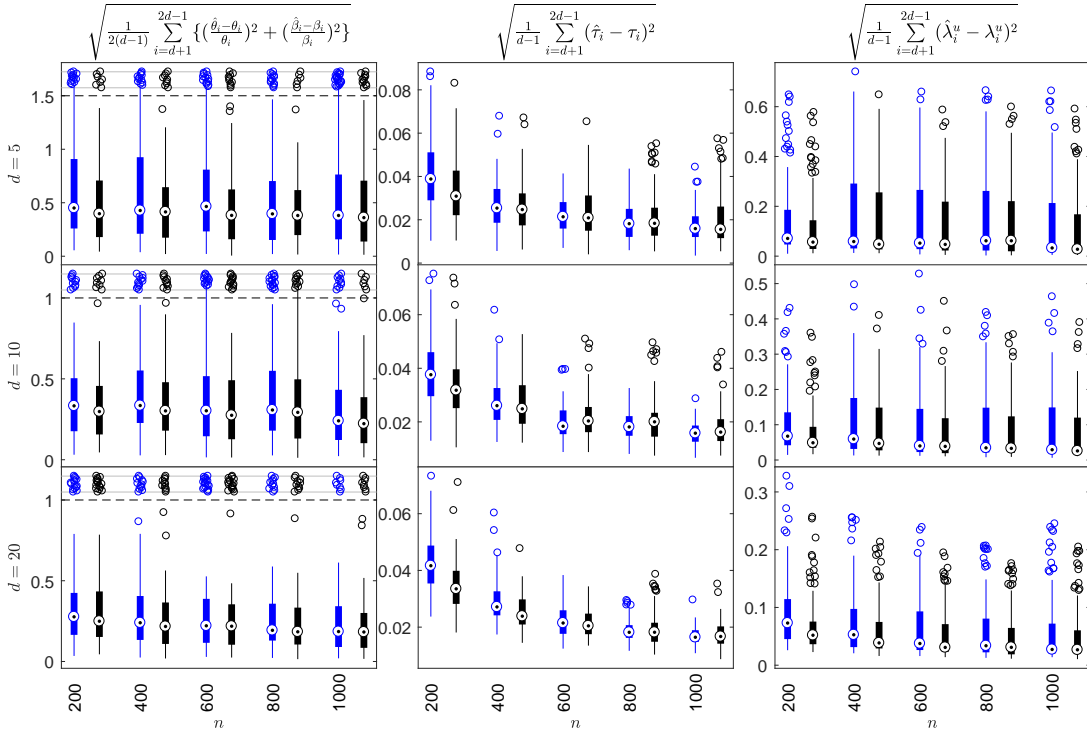 $\sqrt{\frac{1}{2(d-1)} \sum_{i=d+1}^{2d-1} \{(\frac{\hat{\theta}_i-\theta_i}{\theta_i})^2 + (\frac{\hat{\beta}_i-\beta_i}{\beta_i})^2\}}$
$\sqrt{\frac{1}{d-1} \sum_{i=d+1}^{2d-1} (\hat{\tau}_i - \tau_i)^2}$
$\sqrt{\frac{1}{d-1} \sum_{i=d+1}^{2d-1} (\hat{\lambda}_i^u - \lambda_i^u)^2}$
d = 5
1.5
1
0.5
0
0.08
0.06
0.04
0.02
0
0.6
0.4
0.2
0
d = 10
1
0.5
0
0.06
0.04
0.02
0.5
0.4
0.3
0.2
0.1
0
d = 20
1
0.5
0
0.06
0.04
0.02
0.3
0.2
0.1
0
200 400 600 800 1000
n
200 400 600 800 1000
n
200 400 600 800 1000
n